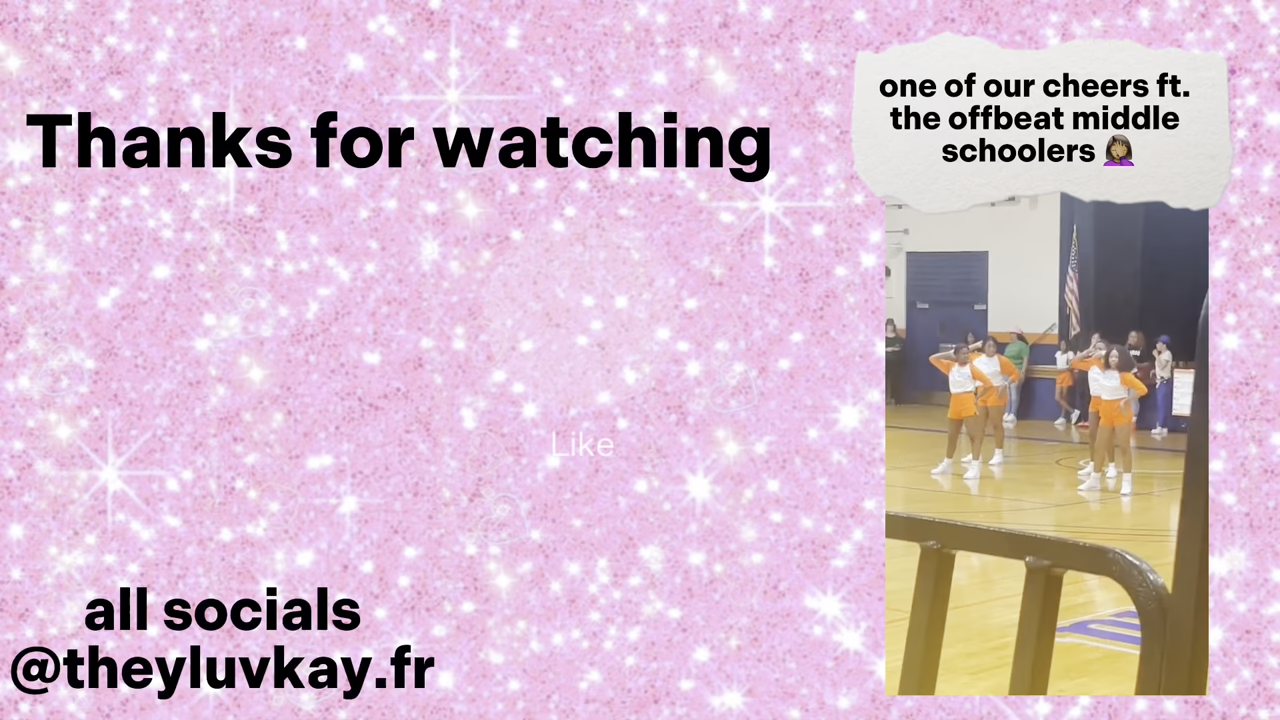 Thanks for watching
one of our cheers ft.
the offbeat middle
schoolers 🤦🏾‍♀️
Like
all socials
@theyluvkay.fr